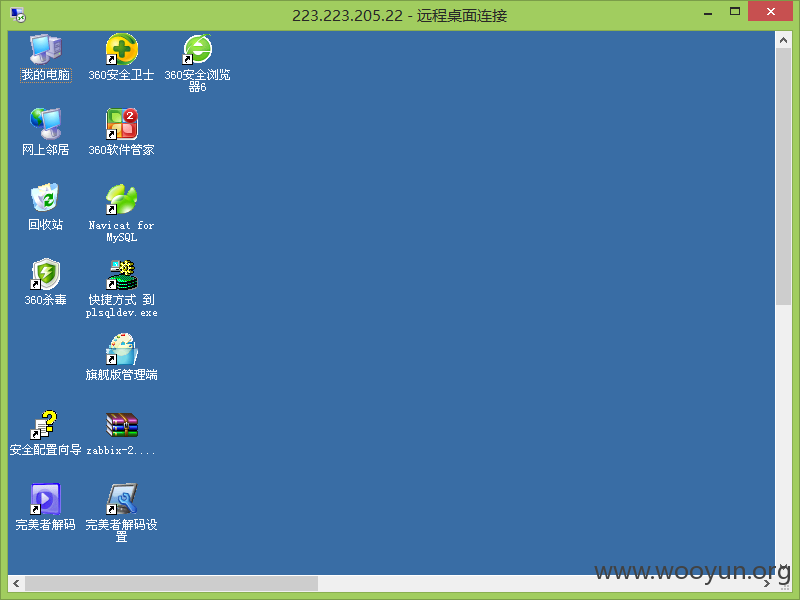 223.223.205.22 - 远程桌面连接
我的电脑
360安全卫士
360安全浏览
器6
网上邻居
2
360软件管家
回收站
Navicat for
MySQL
360杀毒
快捷方式 到
plsqldev.exe
旗舰版管理端
安全配置向导
zabbix-2....
完美者解码
完美者解码设
置
www.wooyun.org